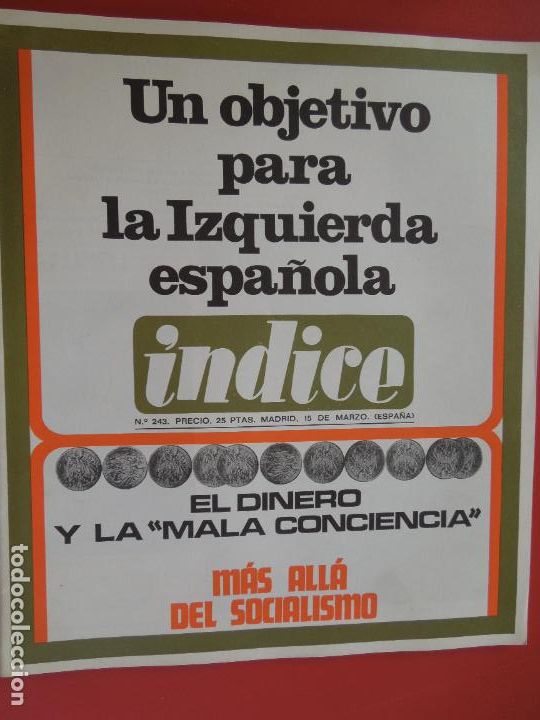 Un objetivo
para
la Izquierda
española
índice
N.º 243. PRECIO, 25 PTAS. MADRID, 15 DE MARZO. (ESPAÑA)
EL DINERO
Y LA "MALA CONCIENCIA"
MÁS ALLÁ
DEL SOCIALISMO
todocoleccion.net